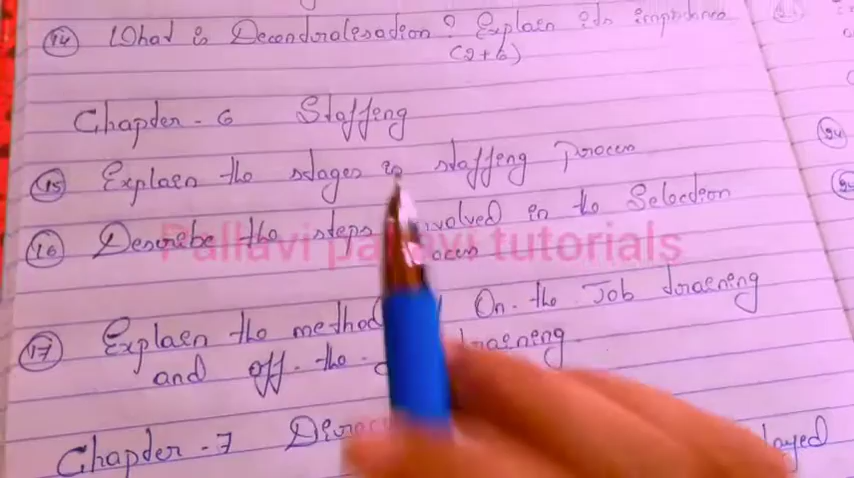 (14) What is Decentralisation? Explain its importance
(2+6)
Chapter - 6 Staffing
(15) Explain the stages in staffing process
(16) Describe the steps involved in the Selection
Pallavi pallavi tutorials
(17) Explain the method On-the-Job training
and off-the- training
Chapter - 7